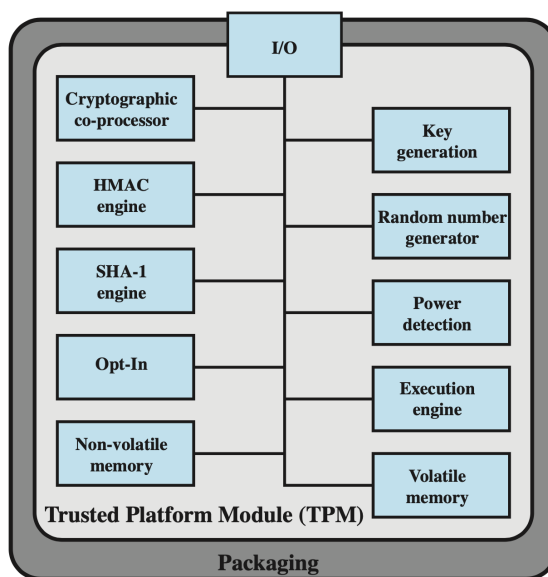 I/O
Cryptographic
co-processor
HMAC
engine
SHA-1
engine
Opt-In
Non-volatile
memory
Key
generation
Random number
generator
Power
detection
Execution
engine
Volatile
memory
Trusted Platform Module (TPM)
Packaging